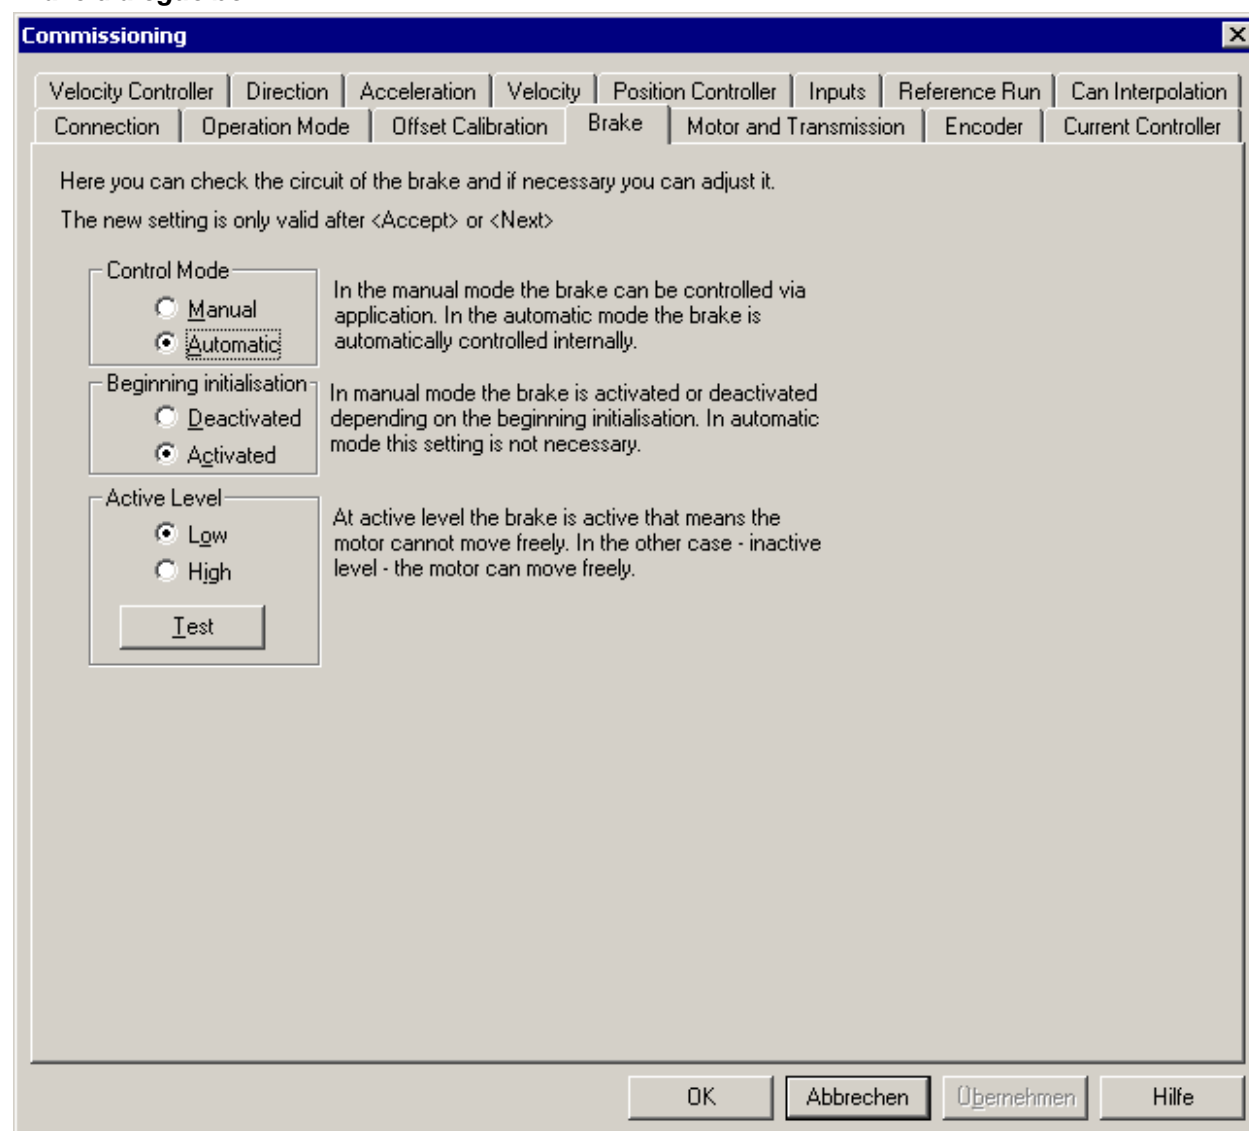 Commissioning
Velocity Controller Direction Acceleration Velocity Position Controller Inputs Reference Run Can Interpolation
Connection Operation Mode Offset Calibration Brake Motor and Transmission Encoder Current Controller
Here you can check the circuit of the brake and if necessary you can adjust it.
The new setting is only valid after <Accept> or <Next>
Control Mode
Manual
Automatic
In the manual mode the brake can be controlled via
application. In the automatic mode the brake is
automatically controlled internally.
Beginning initialisation
Deactivated
Activated
In manual mode the brake is activated or deactivated
depending on the beginning initialisation. In automatic
mode this setting is not necessary.
Active Level
Low
High
Test
At active level the brake is active that means the
motor cannot move freely. In the other case - inactive
level - the motor can move freely.
OK Abbrechen Übernehmen Hilfe